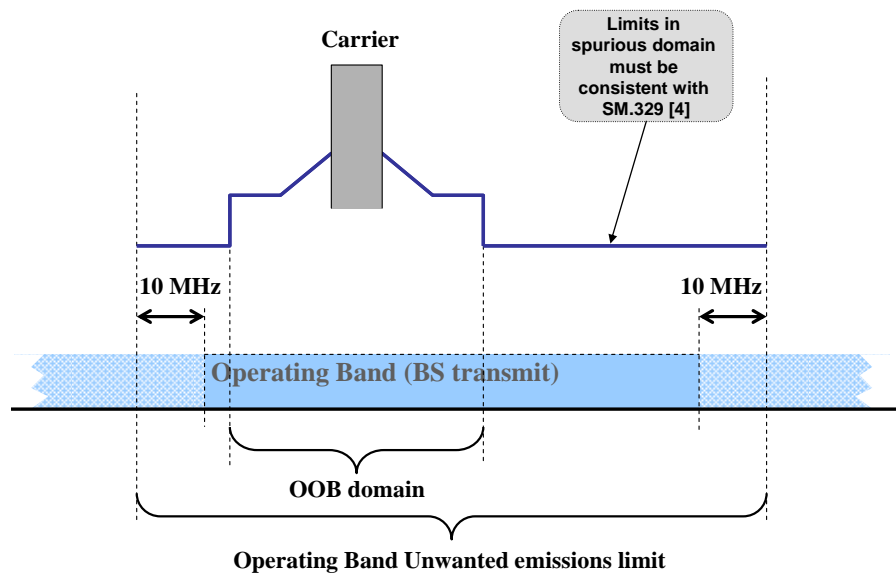 Carrier
Limits in
spurious domain
must be
consistent with
SM.329 [4]
10 MHz
10 MHz
Operating Band (BS transmit)
OOB domain
Operating Band Unwanted emissions limit